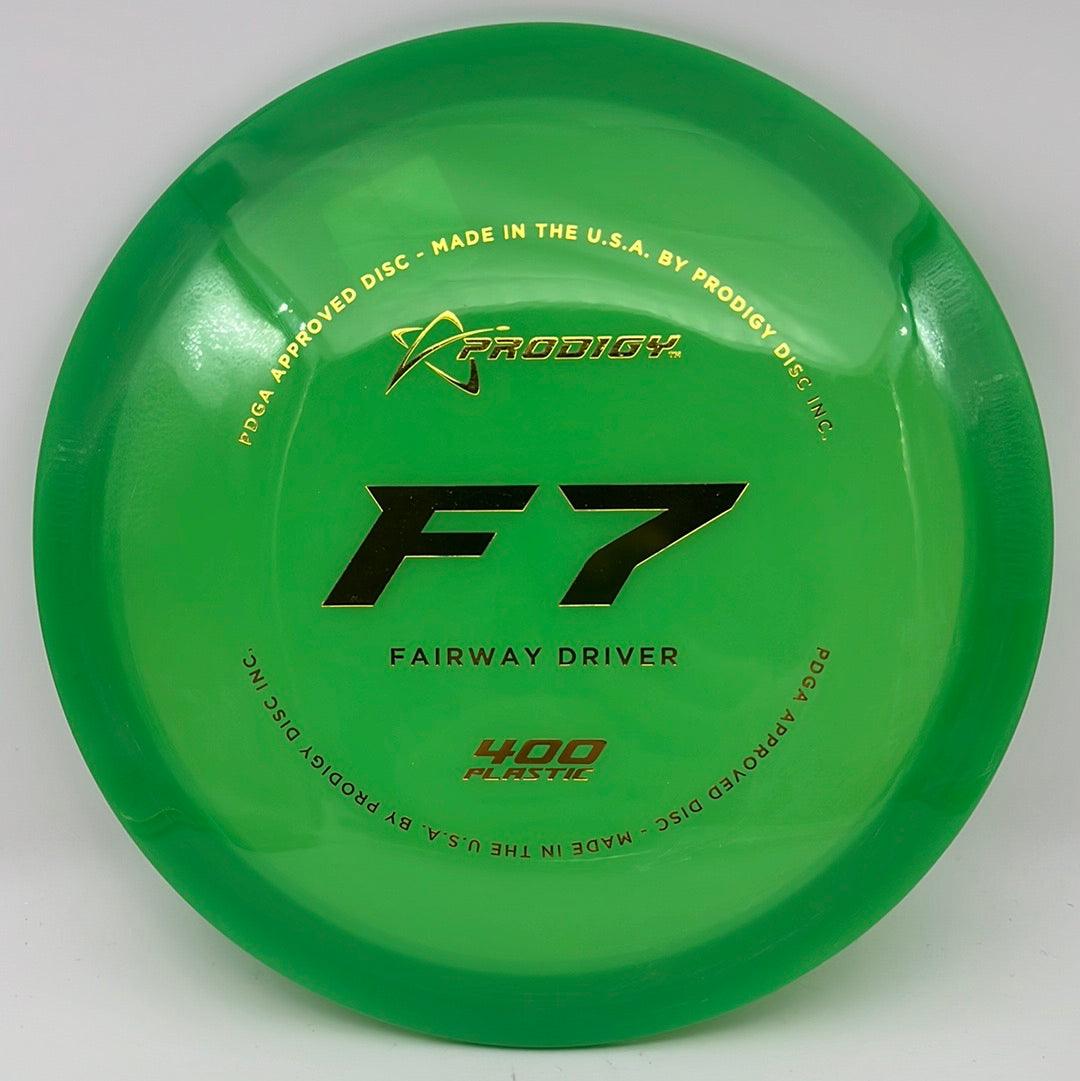 PDGA APPROVED DISC - MADE IN THE U.S.A. BY PRODIGY DISC INC.
PRODIGY™
F7
FAIRWAY DRIVER
400
PLASTIC
PDGA APPROVED DISC - MADE IN THE U.S.A. BY PRODIGY DISC INC.